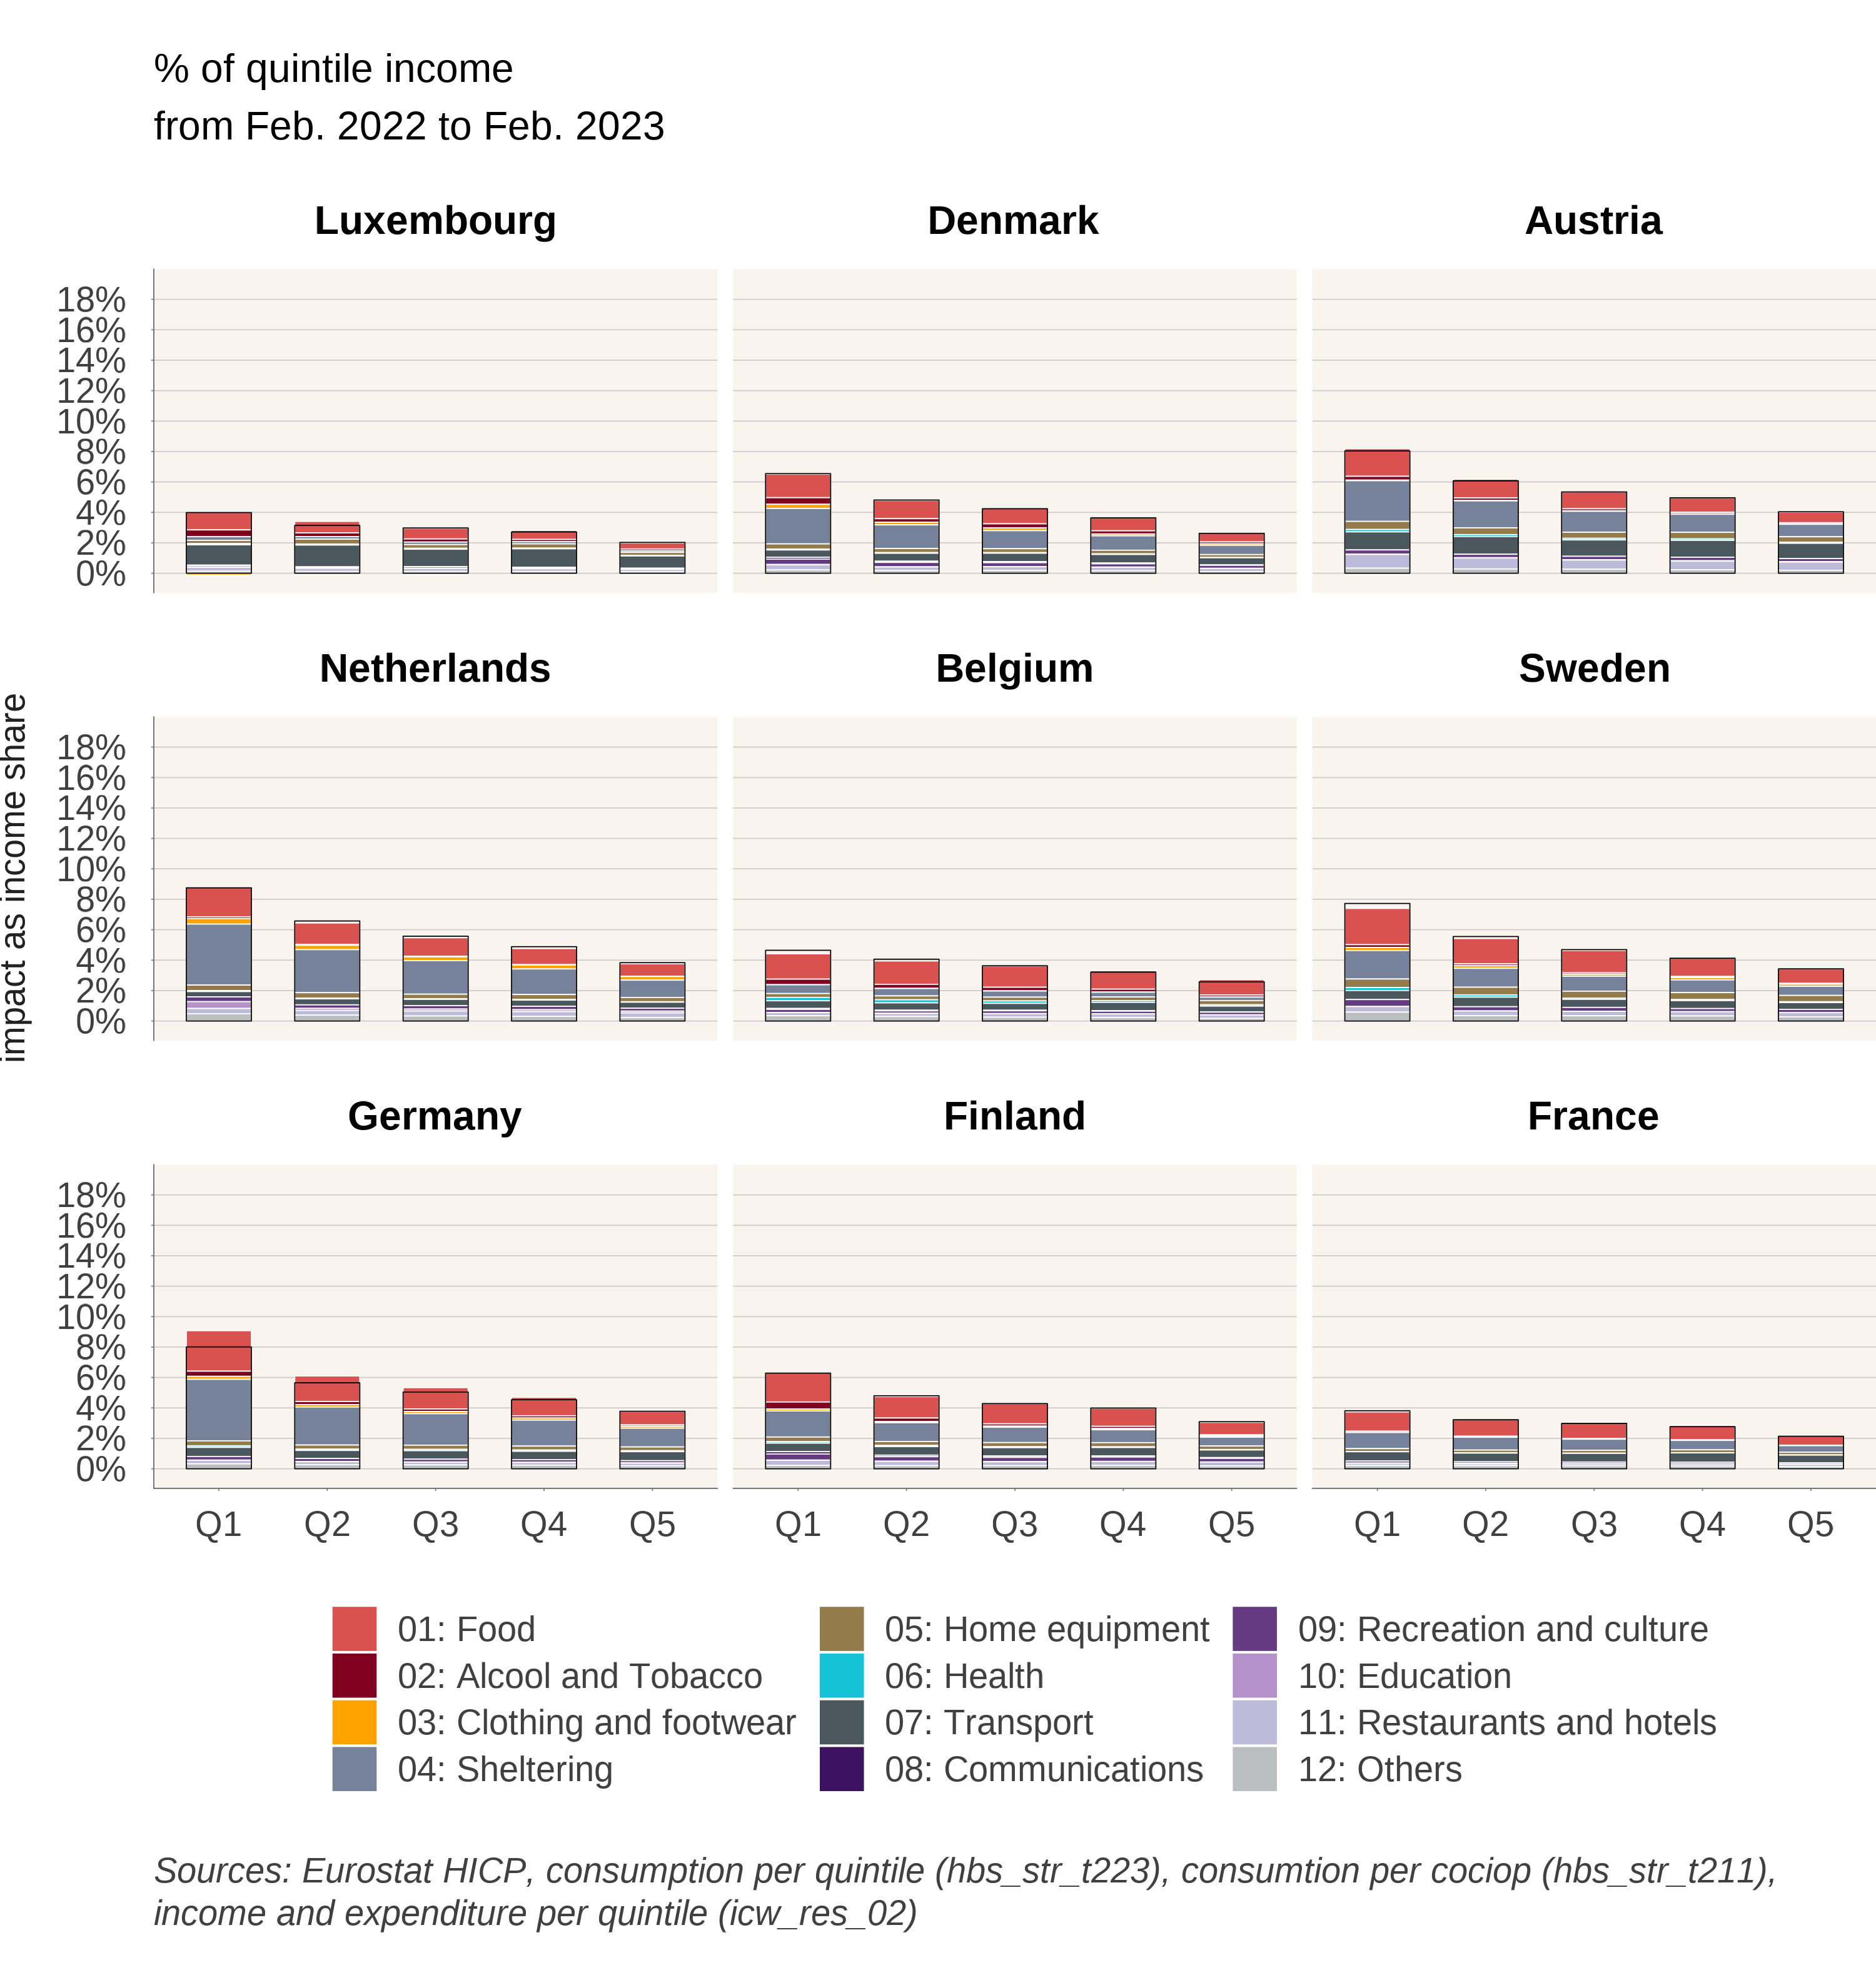 % of quintile income
from Feb. 2022 to Feb. 2023
Luxembourg Denmark Austria
18%
16%
14%
12%
10%
8%
6%
4%
2%
0%
Netherlands Belgium Sweden
18%
16%
14%
12%
10%
8%
6%
4%
2%
0%
impact as income share
Germany Finland France
18%
16%
14%
12%
10%
8%
6%
4%
2%
0%
Q1 Q2 Q3 Q4 Q5 Q1 Q2 Q3 Q4 Q5 Q1 Q2 Q3 Q4 Q5
01: Food 05: Home equipment 09: Recreation and culture
02: Alcool and Tobacco 06: Health 10: Education
03: Clothing and footwear 07: Transport 11: Restaurants and hotels
04: Sheltering 08: Communications 12: Others
Sources: Eurostat HICP, consumption per quintile (hbs_str_t223), consumtion per cociop (hbs_str_t211),
income and expenditure per quintile (icw_res_02)